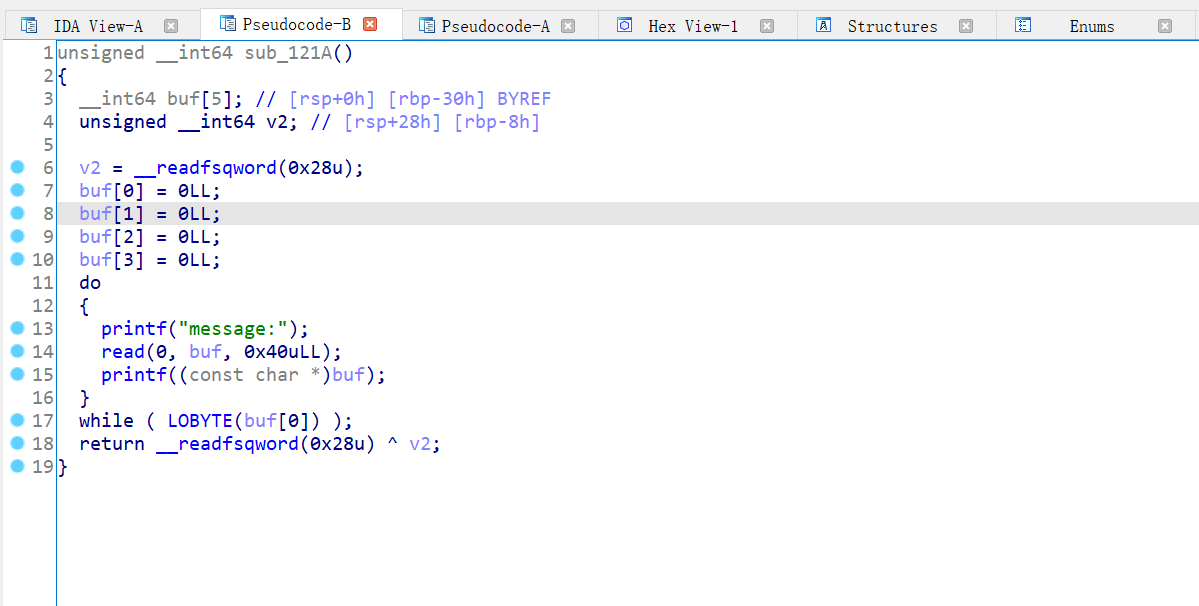 IDA View-A Pseudocode-B Pseudocode-A Hex View-1 Structures Enums
1 unsigned __int64 sub_121A()
2 {
3   __int64 buf[5]; // [rsp+0h] [rbp-30h] BYREF
4   unsigned __int64 v2; // [rsp+28h] [rbp-8h]
5
6   v2 = __readfsqword(0x28u);
7   buf[0] = 0LL;
8   buf[1] = 0LL;
9   buf[2] = 0LL;
10   buf[3] = 0LL;
11   do
12   {
13     printf("message:");
14     read(0, buf, 0x40uLL);
15     printf((const char *)buf);
16   }
17   while ( LOBYTE(buf[0]) );
18   return __readfsqword(0x28u) ^ v2;
19 }